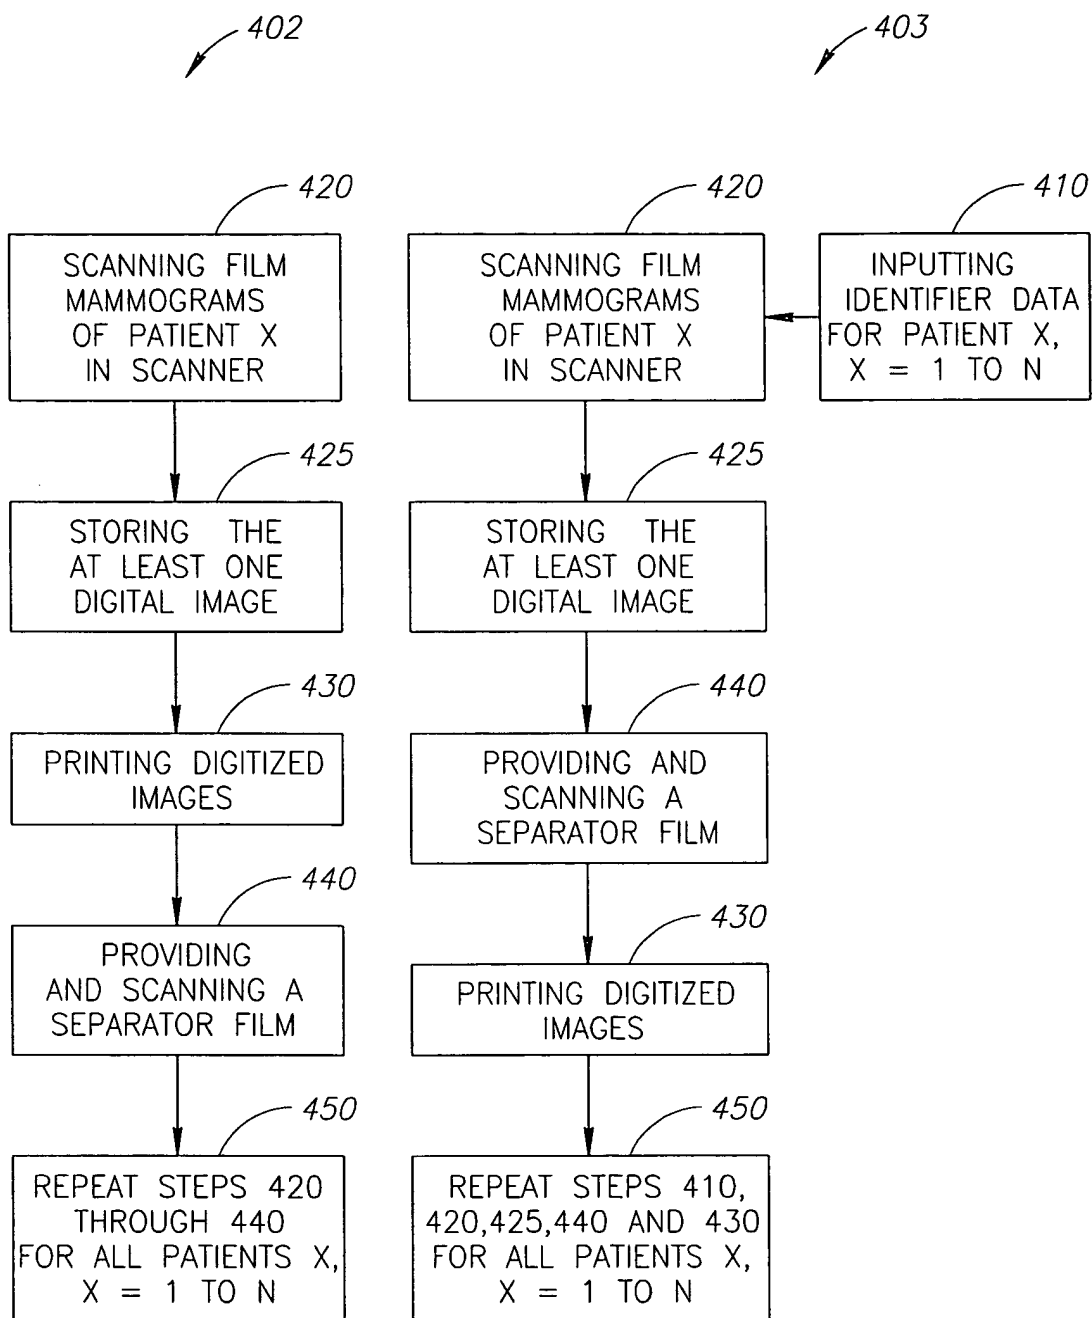 402
420
SCANNING FILM
MAMMOGRAMS
OF PATIENT X
IN SCANNER
425
STORING THE
AT LEAST ONE
DIGITAL IMAGE
430
PRINTING DIGITIZED
IMAGES
440
PROVIDING
AND SCANNING A
SEPARATOR FILM
450
REPEAT STEPS 420
THROUGH 440
FOR ALL PATIENTS X,
X = 1 TO N
403
420
SCANNING FILM
MAMMOGRAMS
OF PATIENT X
IN SCANNER
410
INPUTTING
IDENTIFIER DATA
FOR PATIENT X,
X = 1 TO N
425
STORING THE
AT LEAST ONE
DIGITAL IMAGE
440
PROVIDING AND
SCANNING A
SEPARATOR FILM
430
PRINTING DIGITIZED
IMAGES
450
REPEAT STEPS 410,
420,425,440 AND 430
FOR ALL PATIENTS X,
X = 1 TO N